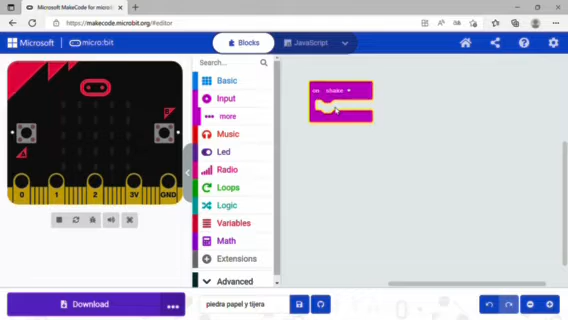 Microsoft MakeCode for micro:b
https://makecode.microbit.org/#editor
Microsoft
micro:bit
Blocks
JavaScript
Search...
Basic
Input
more
Music
Led
Radio
Loops
Logic
Variables
Math
Extensions
Advanced
on shake
0 1 2 3V GND
Download
piedra papel y tijera